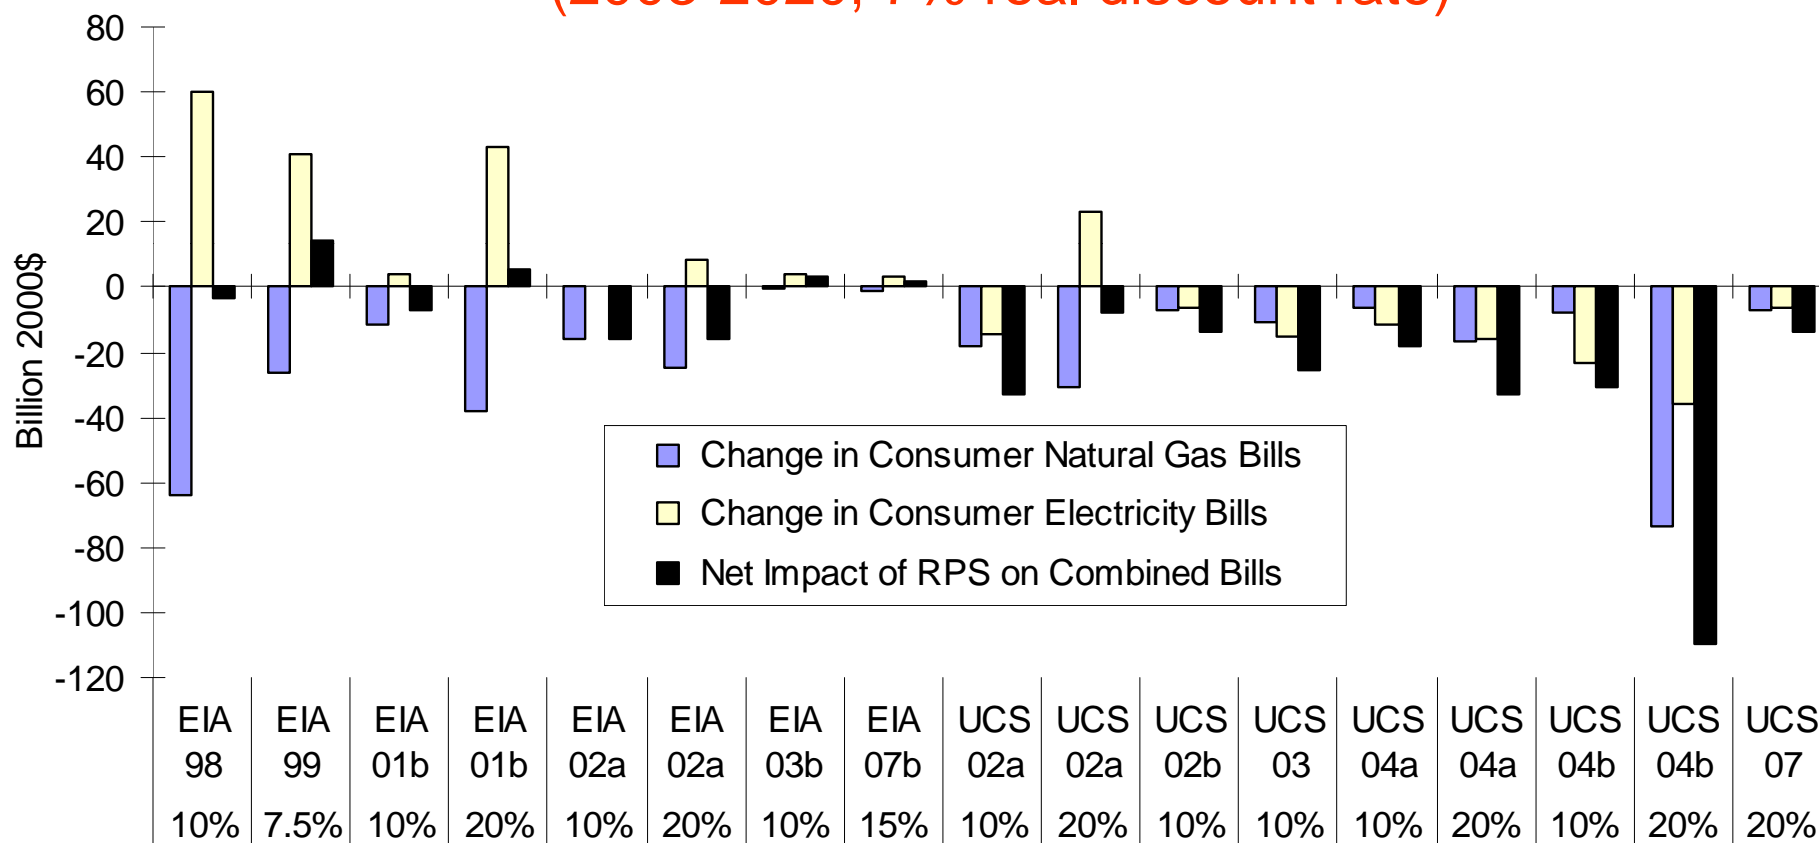 80
60
40
20
0
-20
-40
-60
-80
-100
-120
Billion 2000$
Change in Consumer Natural Gas Bills
Change in Consumer Electricity Bills
Net Impact of RPS on Combined Bills
EIA EIA EIA EIA EIA EIA EIA EIA UCS UCS UCS UCS UCS UCS UCS UCS UCS
98 99 01b 01b 02a 02a 03b 07b 02a 02a 02b 03 04a 04a 04b 04b 07
10% 7.5% 10% 20% 10% 20% 10% 15% 10% 20% 10% 10% 10% 20% 10% 20% 20%